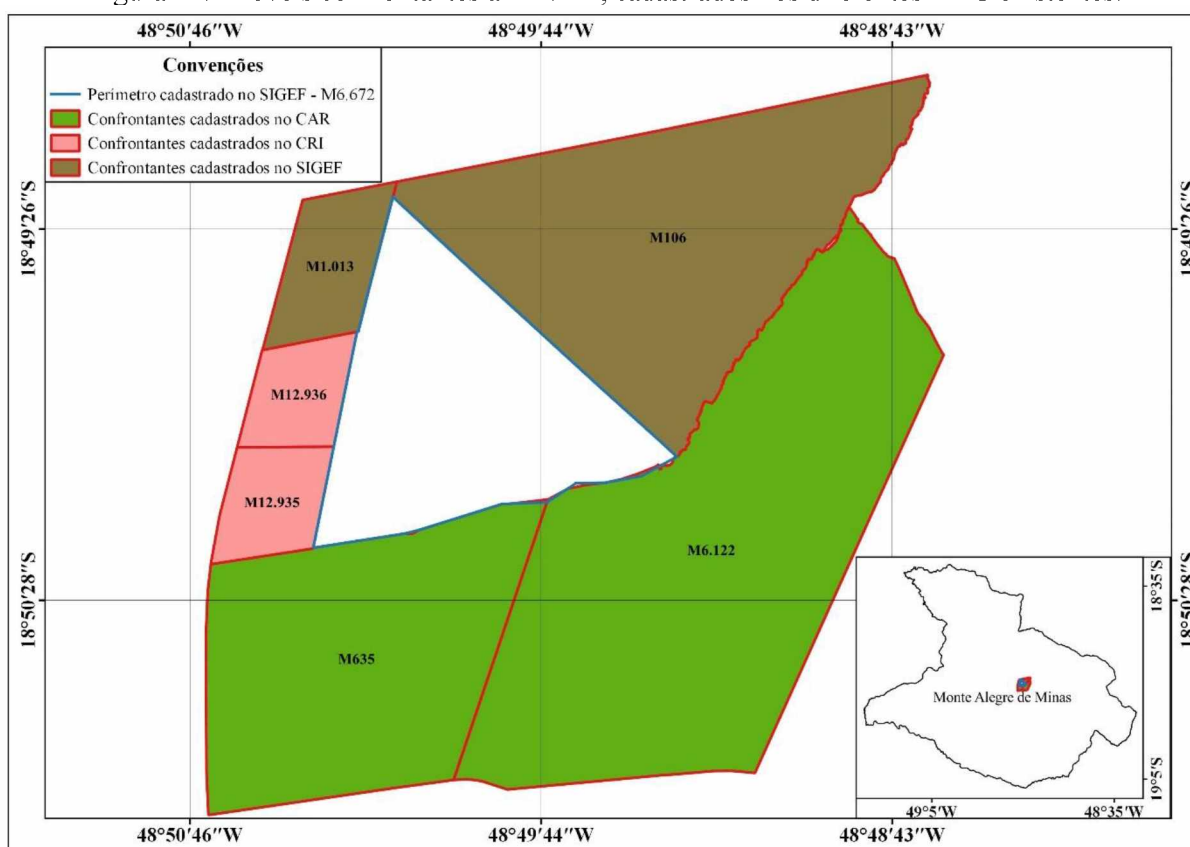 48°50'46"W 48°49'44"W 48°48'43"W
Convenções
Perímetro cadastrado no SIGEF - M6.672
Confrontantes cadastrados no CAR
Confrontantes cadastrados no CRI
Confrontantes cadastrados no SIGEF
18°49'26"S
18°49'26"S
M106
M1.013
M12.936
M12.935
M6.122
18°50'28"S
18°50'28"S
M635
18°35'S
Monte Alegre de Minas
19°5'S
49°5'W 48°35'W
48°50'46"W 48°49'44"W 48°48'43"W